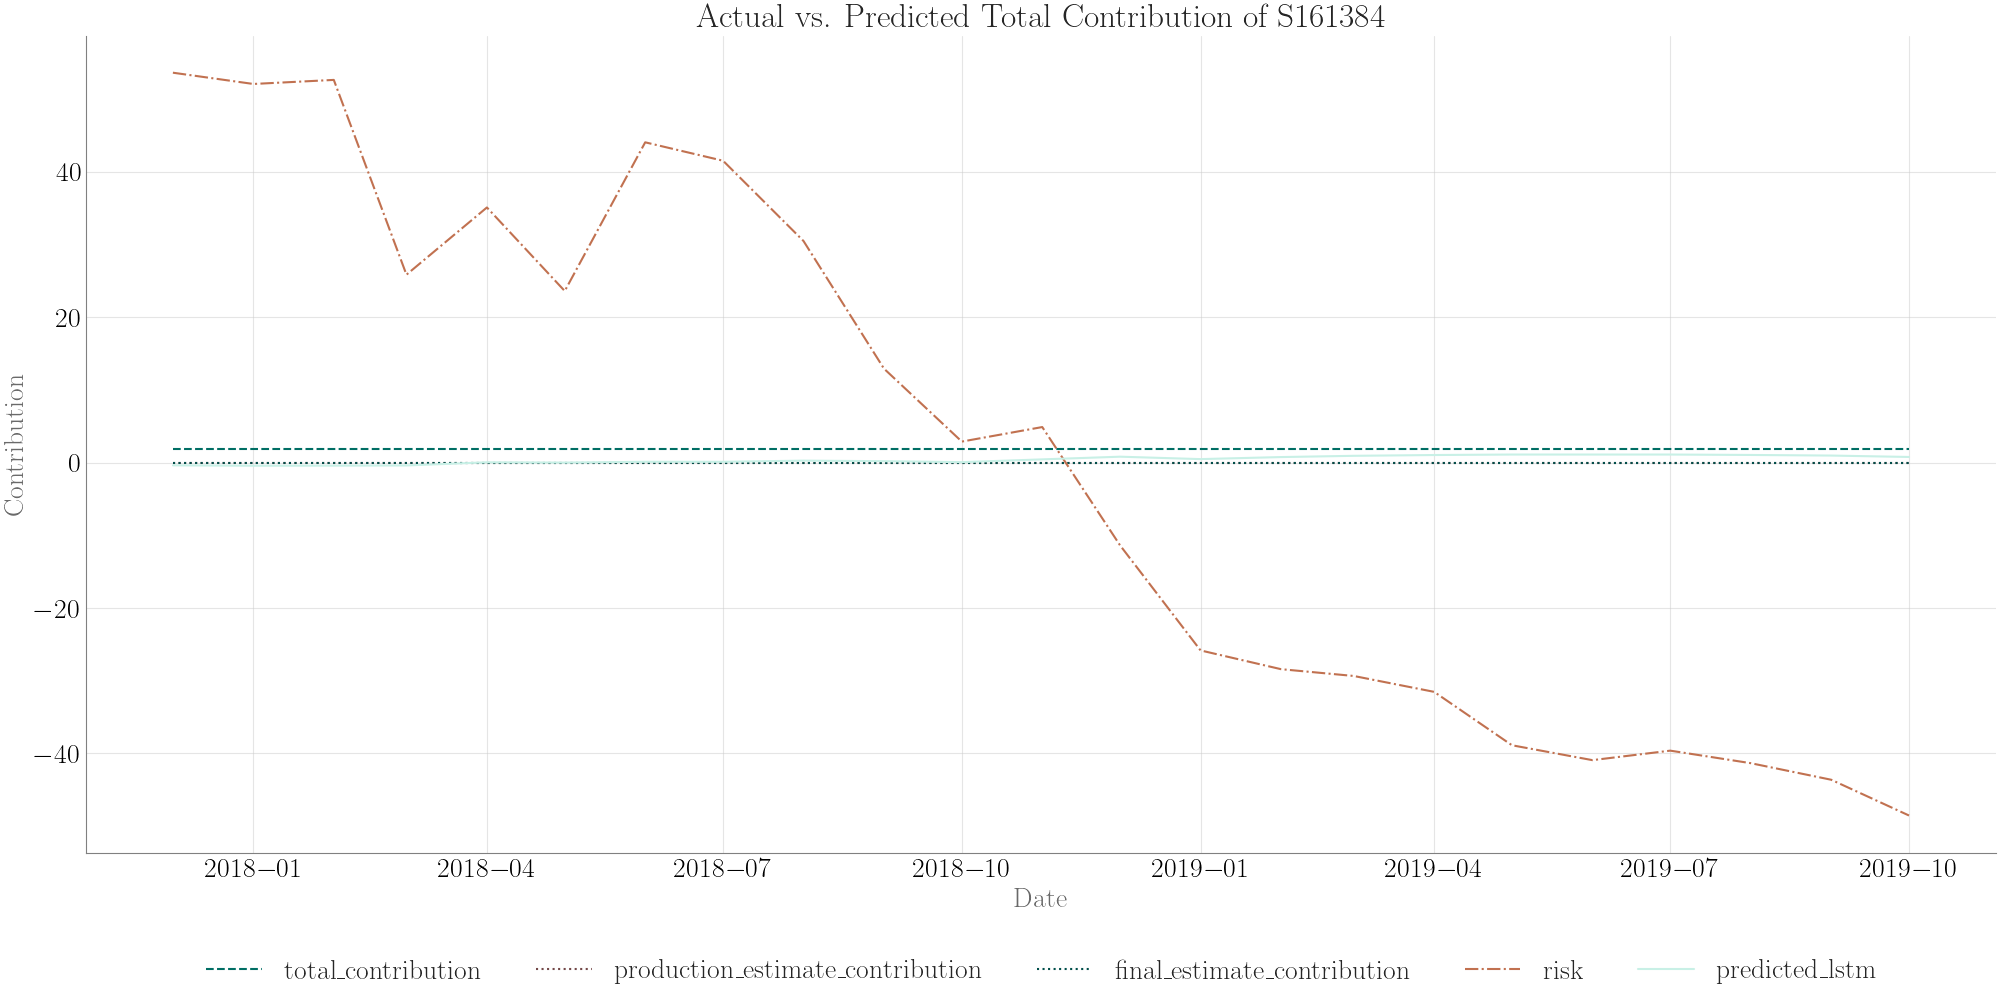 Actual vs. Predicted Total Contribution of S161384
Contribution
40
20
0
−20
−40
2018−01 2018−04 2018−07 2018−10 2019−01 2019−04 2019−07 2019−10
Date
total_contribution production_estimate_contribution final_estimate_contribution risk predicted_lstm